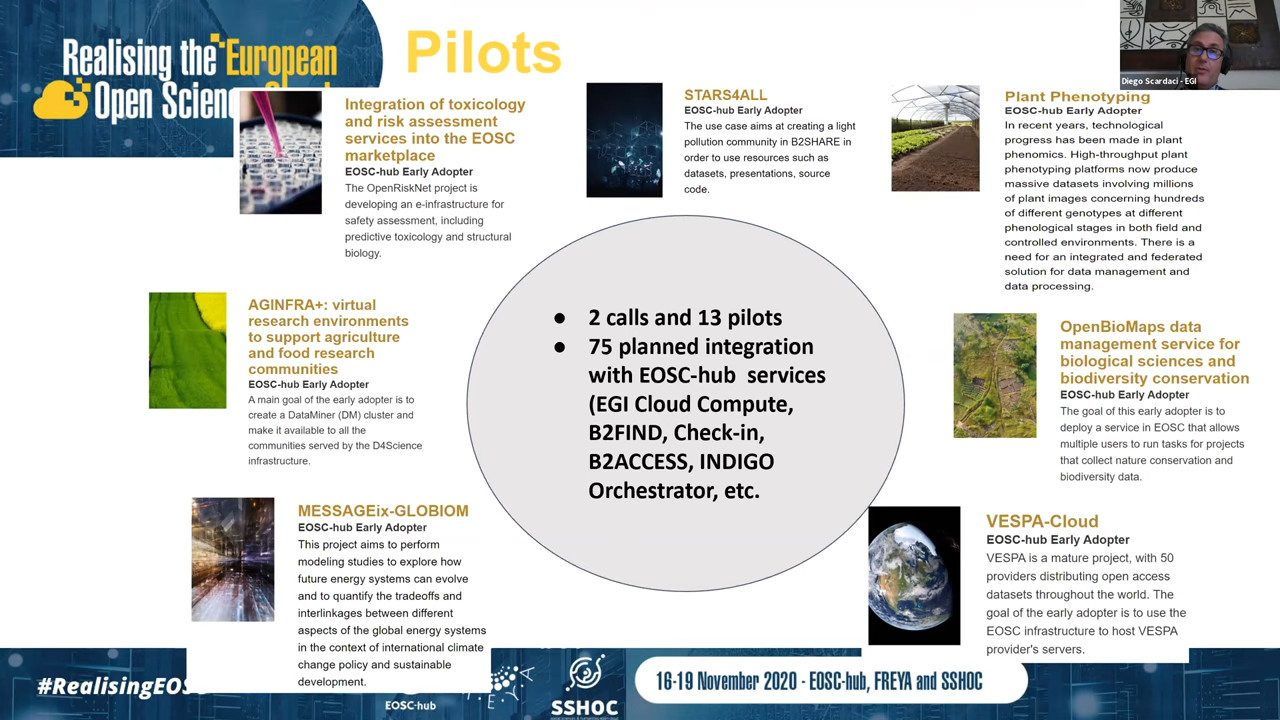 Realising the European
Open Scien
Pilots
Diego Scardaci - EGI
Integration of toxicology
and risk assessment
services into the EOSC
marketplace
EOSC-hub Early Adopter
The OpenRiskNet project is
developing an e-infrastructure for
safety assessment, including
predictive toxicology and structural
biology.
STARS4ALL
EOSC-hub Early Adopter
The use case aims at creating a light
pollution community in B2SHARE in
order to use resources such as
datasets, presentations, source
code.
Plant Phenotyping
EOSC-hub Early Adopter
In recent years, technological
progress has been made in plant
phenomics. High-throughput plant
phenotyping platforms now produce
massive datasets involving millions
of plant images concerning hundreds
of different genotypes at different
phenological stages in both field and
controlled environments. There is a
need for an integrated and federated
solution for data management and
data processing.
AGINFRA+: virtual
research environments
to support agriculture
and food research
communities
EOSC-hub Early Adopter
A main goal of the early adopter is to
create a DataMiner (DM) cluster and
make it available to all the
communities served by the D4Science
infrastructure.
● 2 calls and 13 pilots
● 75 planned integration
with EOSC-hub services
(EGI Cloud Compute,
B2FIND, Check-in,
B2ACCESS, INDIGO
Orchestrator, etc.
OpenBioMaps data
management service for
biological sciences and
biodiversity conservation
EOSC-hub Early Adopter
The goal of this early adopter is to
deploy a service in EOSC that allows
multiple users to run tasks for projects
that collect nature conservation and
biodiversity data.
MESSAGEix-GLOBIOM
EOSC-hub Early Adopter
This project aims to perform
modeling studies to explore how
future energy systems can evolve
and to quantify the tradeoffs and
interlinkages between different
aspects of the global energy systems
in the context of international climate
change policy and sustainable
development.
VESPA-Cloud
EOSC-hub Early Adopter
VESPA is a mature project, with 50
providers distributing open access
datasets throughout the world. The
goal of the early adopter is to use the
EOSC infrastructure to host VESPA
provider's servers.
#RealisingEOS
EOSC-hub
SSHOC
16-19 November 2020 - EOSC-hub, FREYA and SSHOC